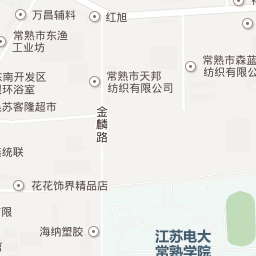 万昌辅料
红旭
常熟市东渔
工业坊
东南开发区
环浴室
常熟市天邦
纺织有限公司
常熟市森蓝
纺织有限公
苏客隆超市
金麟路
统联
花花饰界精品店
限
海纳塑胶
江苏电大
常熟学院